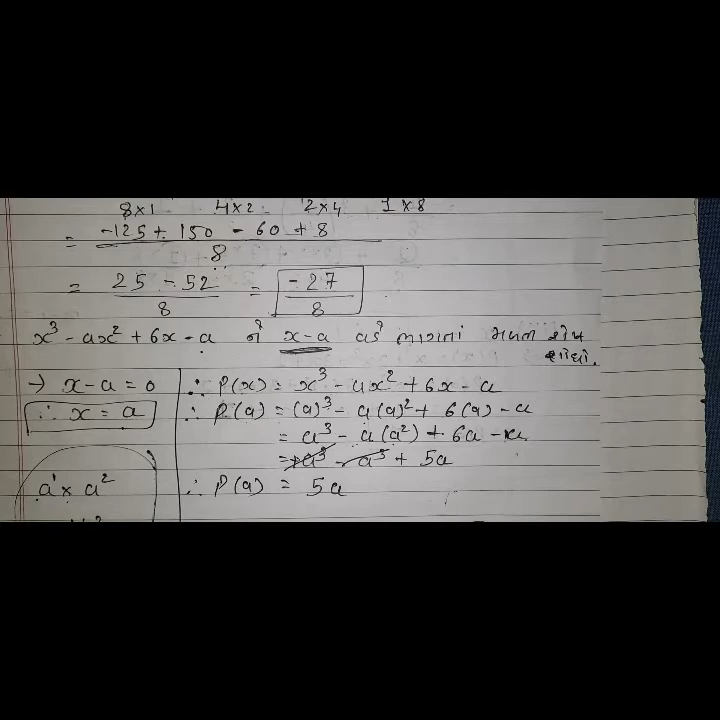 8×1 4×2 2×4 1×8
= -125 + 150 - 60 + 8
8
= 25 - 52 = -27
8 8
x³ - ax² + 6x - a ને x-a વડે ભાગતાં મળતી શેષ
શોધો.
→ x-a = 0 ∴ P(x) = x³ - ax² + 6x - a
∴ x = a ∴ P(a) = (a)³ - a(a)² + 6(a) - a
= a³ - a(a²) + 6a - a
= +a³ - a³ + 5a
a¹ × a² ∴ P(a) = 5a